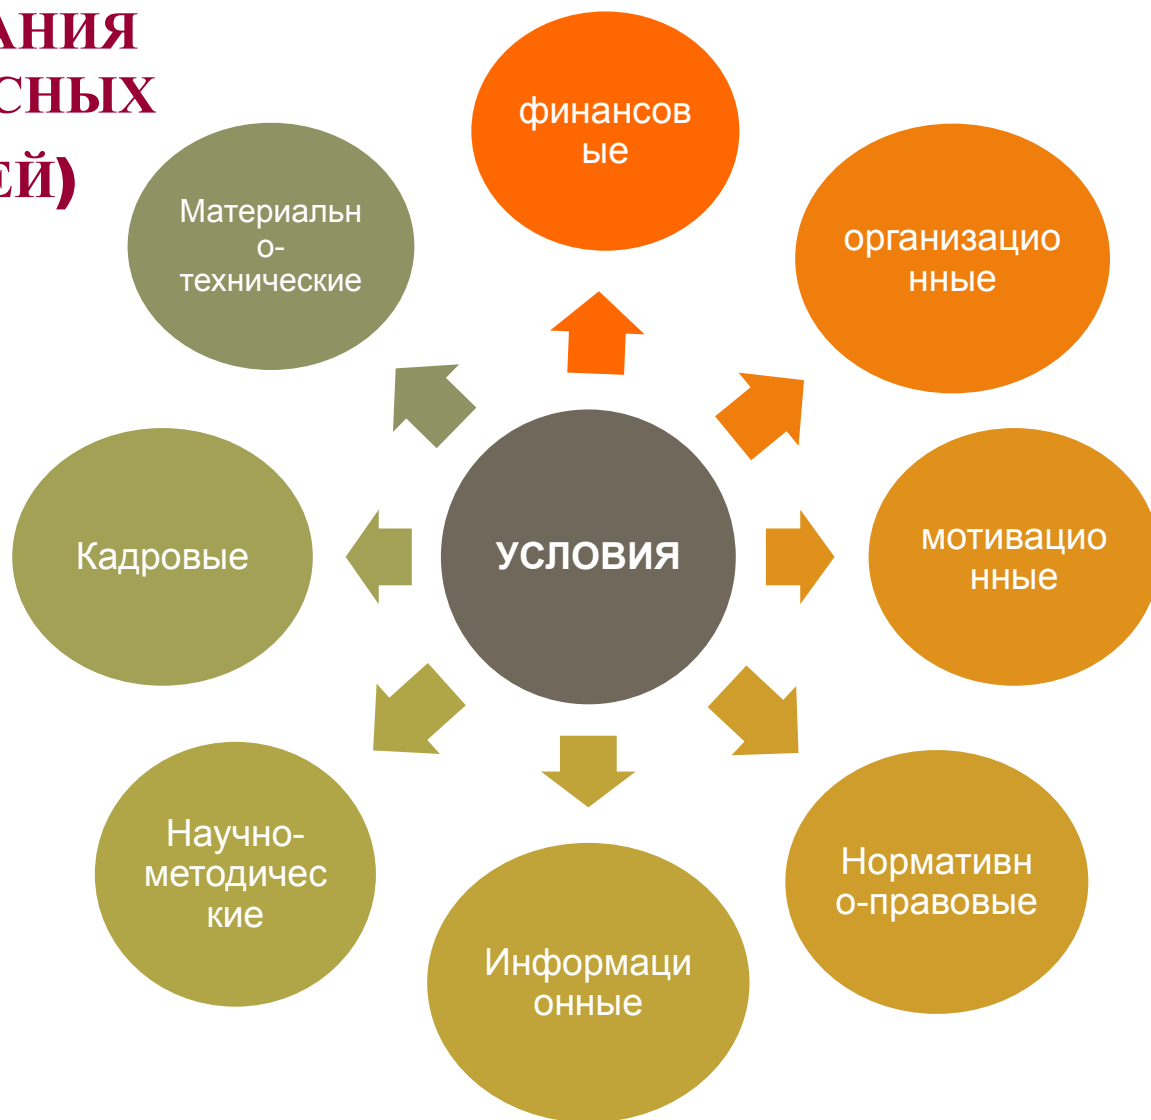 АНИЯ
СНЫХ
ЕЙ)
финансов
ые
организацио
нные
Материальн
о-
технические
мотивацио
нные
Кадровые
УСЛОВИЯ
Научно-
методичес
кие
Нормативн
о-правовые
Информаци
онные